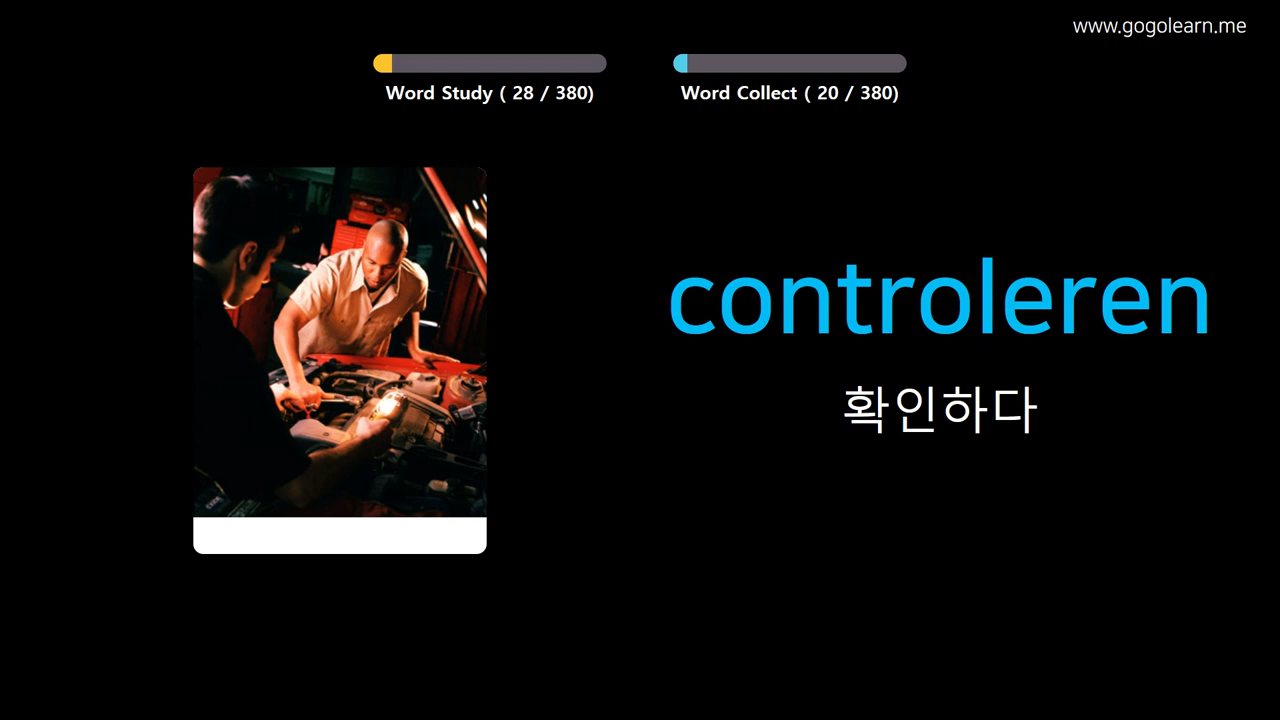 www.gogolearn.me
Word Study ( 28 / 380)
Word Collect ( 20 / 380)
controleren
확인하다